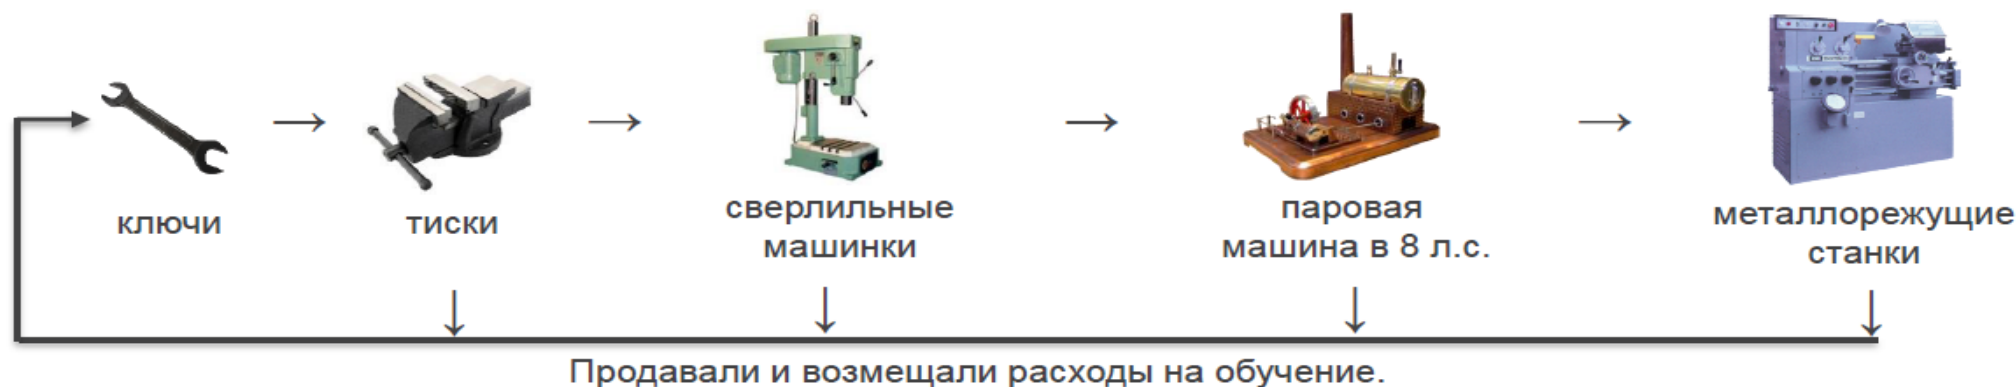 ключи
тиски
сверлильные
машинки
паровая
машина в 8 л.с.
металлорежущие
станки
Продавали и возмещали расходы на обучение.